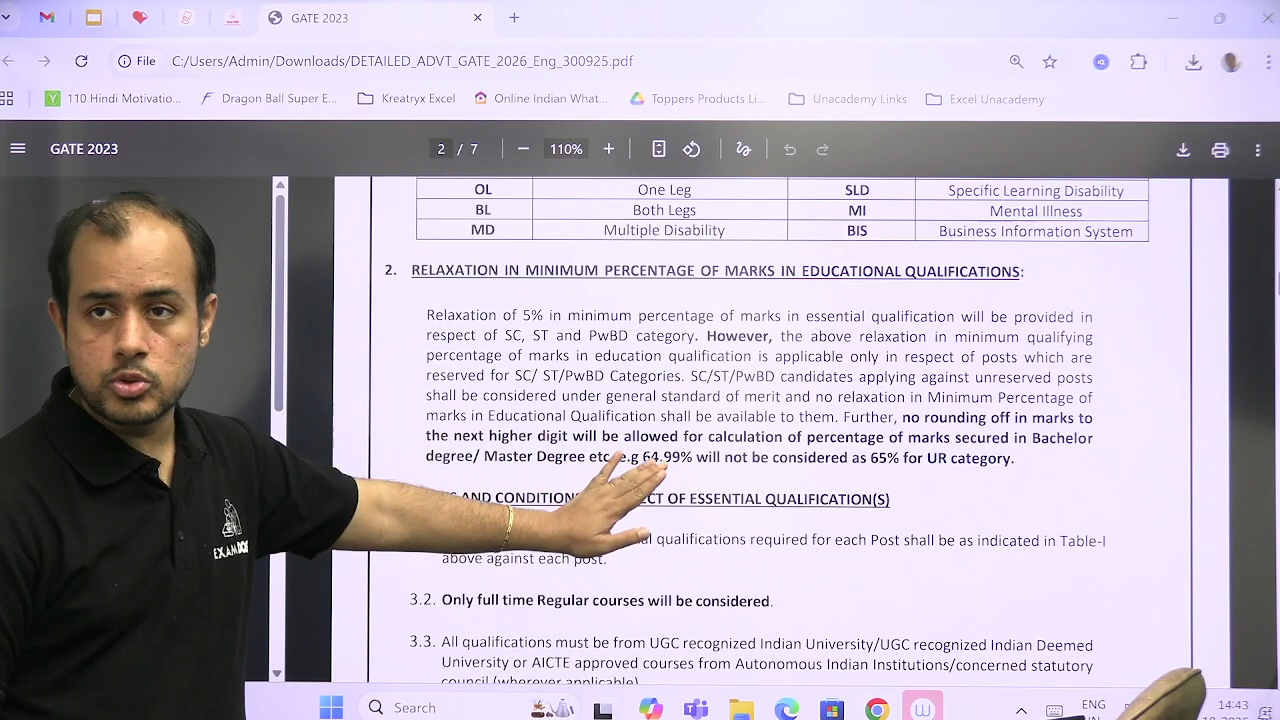 GATE 2023
File C:/Users/Admin/Downloads/DETAILED_ADVT_GATE_2026_Eng_300925.pdf
110 Hindi Motivatio... Dragon Ball Super E... Kreatryx Excel Online Indian What... Toppers Products Li... Unacademy Links Excel Unacademy
GATE 2023 2 / 7 110%
OL One Leg SLD Specific Learning Disability
BL Both Legs MI Mental Illness
MD Multiple Disability BIS Business Information System
2. RELAXATION IN MINIMUM PERCENTAGE OF MARKS IN EDUCATIONAL QUALIFICATIONS:
Relaxation of 5% in minimum percentage of marks in essential qualification will be provided in
respect of SC, ST and PwBD category. However, the above relaxation in minimum qualifying
percentage of marks in education qualification is applicable only in respect of posts which are
reserved for SC/ ST/PwBD Categories. SC/ST/PwBD candidates applying against unreserved posts
shall be considered under general standard of merit and no relaxation in Minimum Percentage of
marks in Educational Qualification shall be available to them. Further, no rounding off in marks to
the next higher digit will be allowed for calculation of percentage of marks secured in Bachelor
degree/ Master Degree etc e.g 64.99% will not be considered as 65% for UR category.
AND CONDITIONS OF ESSENTIAL QUALIFICATION(S)
qualifications required for each Post shall be as indicated in Table-I
above against each post.
3.2. Only full time Regular courses will be considered.
3.3. All qualifications must be from UGC recognized Indian University/UGC recognized Indian Deemed
University or AICTE approved courses from Autonomous Indian Institutions/concerned statutory
council (wherever applicable)
EXAM
Search
ENG
IN
14:43